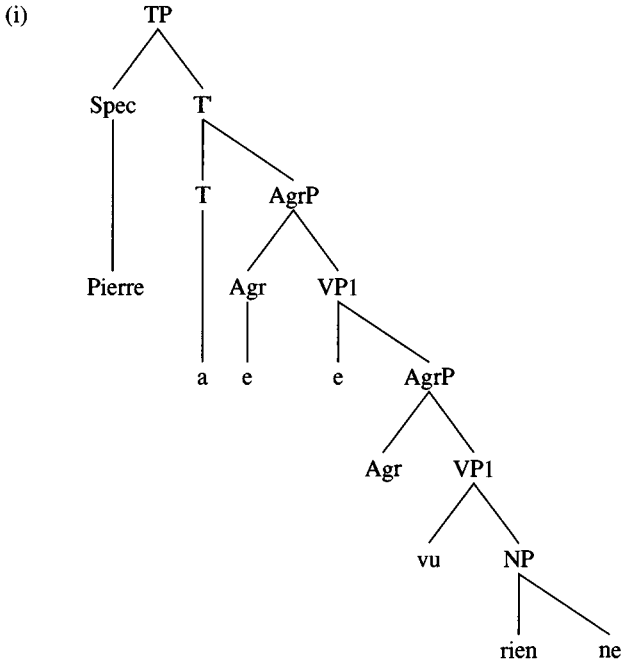 (i) TP
Spec T'
T AgrP
Pierre Agr VP1
a e e AgrP
Agr VP1
vu NP
rien ne